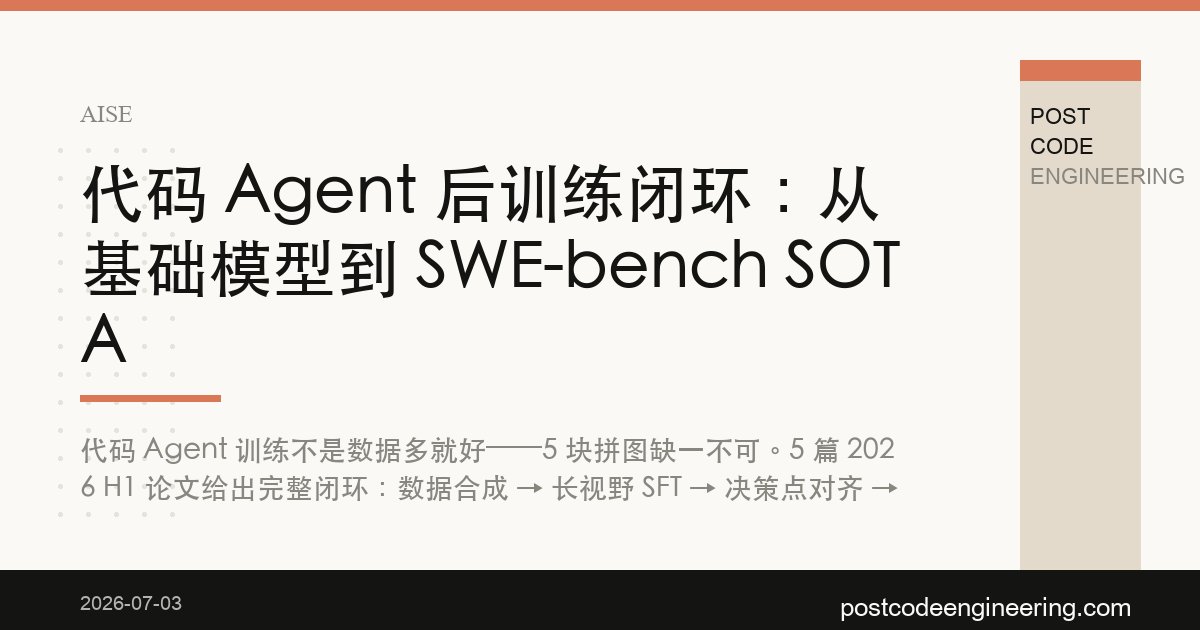 AISE
代码 Agent 后训练闭环：从
基础模型到 SWE-bench SOT
A
代码 Agent 训练不是数据多就好——5 块拼图缺一不可。5 篇 202
6 H1 论文给出完整闭环：数据合成 → 长视野 SFT → 决策点对齐 →
POST
CODE
ENGINEERING
2026-07-03
postcodeengineering.com